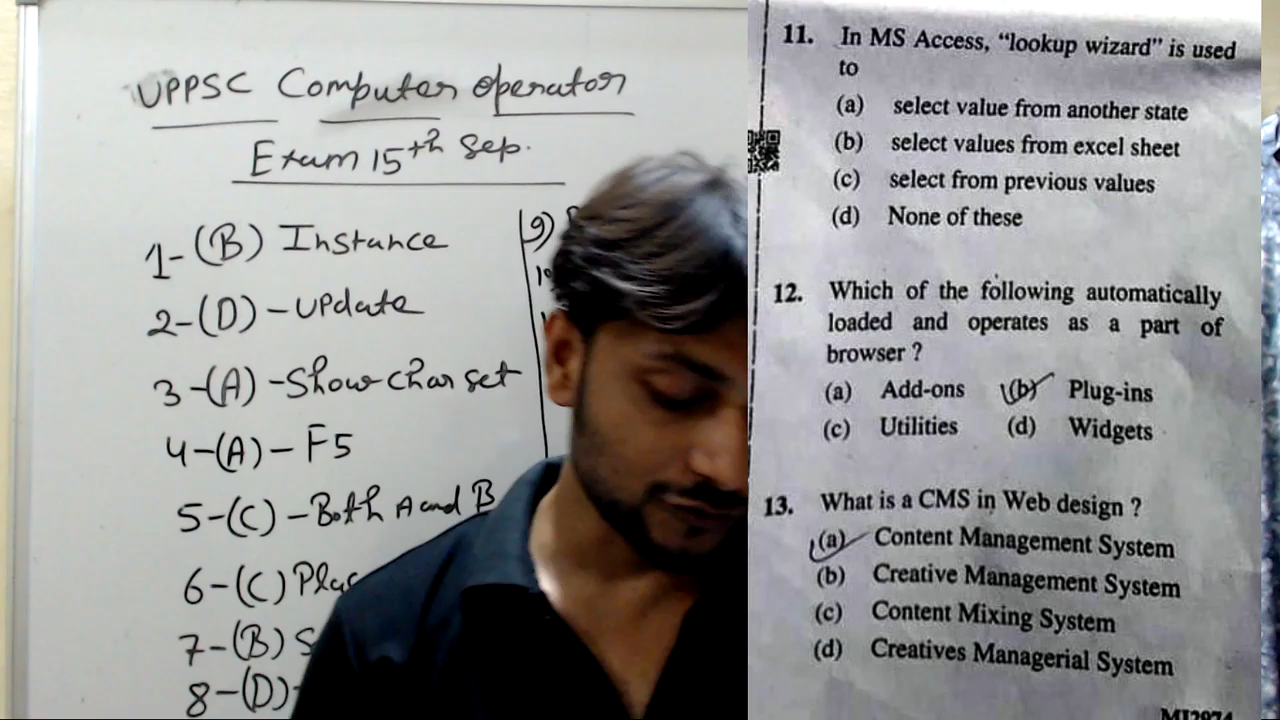 UPPSC Computer operator
Exam 15th Sep.
1-(B) Instance
2-(D)-update
3-(A)-Show char set
4-(A)-F5
5-(C)-Both A and B
6-(C)
7-(B)
8-(D)-
9)
11. In MS Access, “lookup wizard” is used
to
(a) select value from another state
(b) select values from excel sheet
(c) select from previous values
(d) None of these
12. Which of the following automatically
loaded and operates as a part of
browser ?
(a) Add-ons (b) Plug-ins
(c) Utilities (d) Widgets
13. What is a CMS in Web design ?
(a) Content Management System
(b) Creative Management System
(c) Content Mixing System
(d) Creatives Managerial System